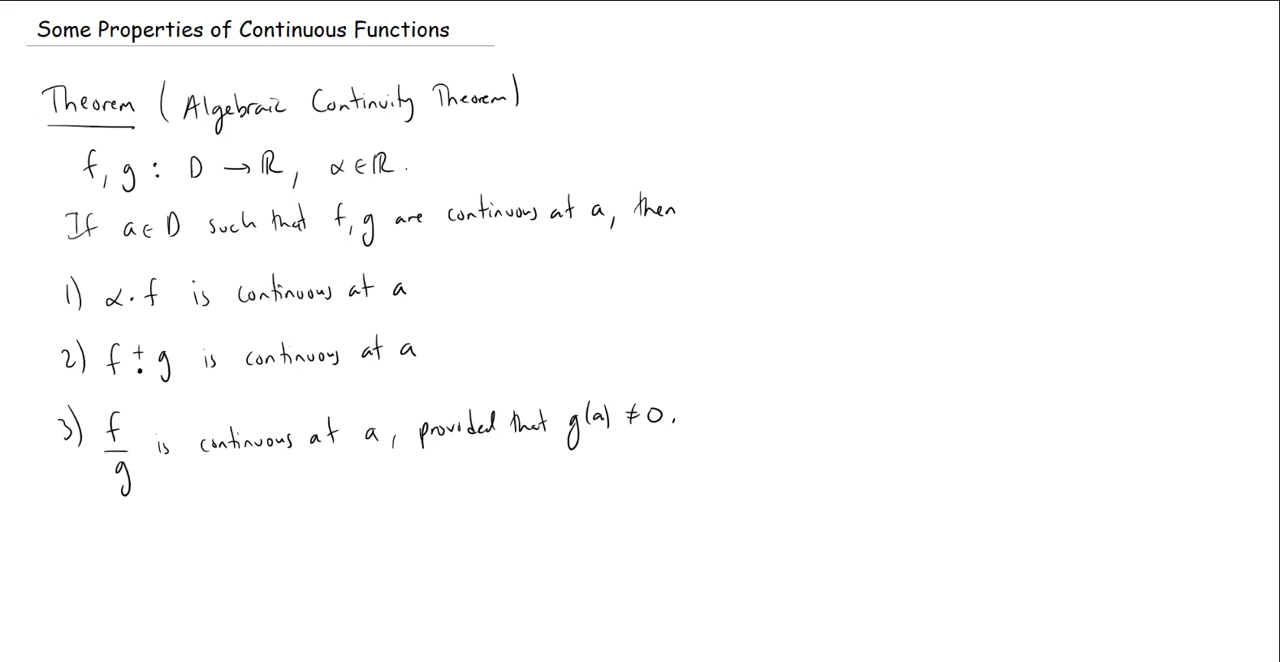 Some Properties of Continuous Functions
Theorem (Algebraic Continuity Theorem)
f, g : D → ℝ, α ∈ ℝ.
If a ∈ D such that f, g are continuous at a, then
1) α · f is continuous at a
2) f ± · g is continuous at a
3) f/g is continuous at a, provided that g(a) ≠ 0.